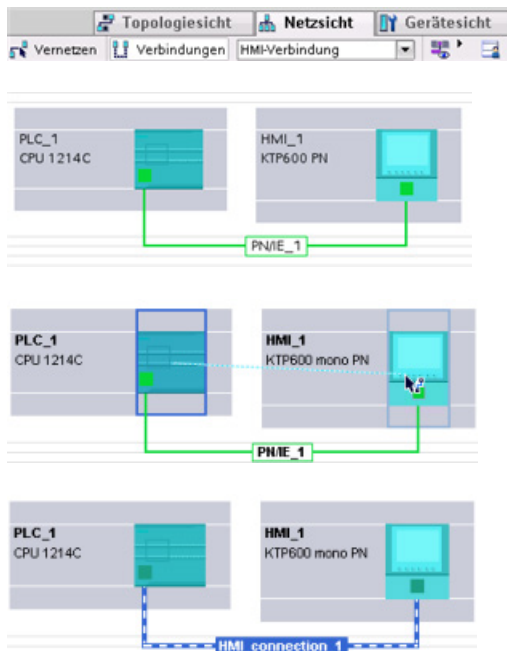 Topologiesicht Netzsicht Gerätesicht
Vernetzen Verbindungen HMI-Verbindung
PLC_1 HMI_1
CPU 1214C KTP600 PN
PN/IE_1
PLC_1 HMI_1
CPU 1214C KTP600 mono PN
PN/IE_1
PLC_1 HMI_1
CPU 1214C KTP600 mono PN
HMI_connection_1